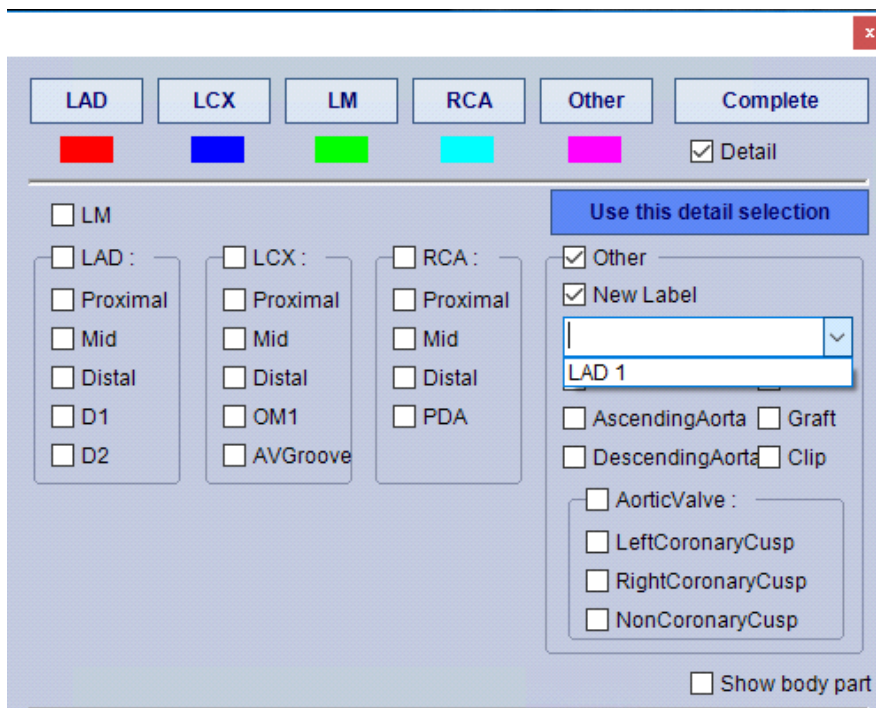 x
LAD LCX LM RCA Other Complete
Detail
LM Use this detail selection
LAD : LCX : RCA : Other
Proximal Proximal Proximal New Label
Mid Mid Mid
Distal Distal Distal LAD 1
D1 OM1 PDA AscendingAorta Graft
D2 AVGroove DescendingAorta Clip
AorticValve :
LeftCoronaryCusp
RightCoronaryCusp
NonCoronaryCusp
Show body part